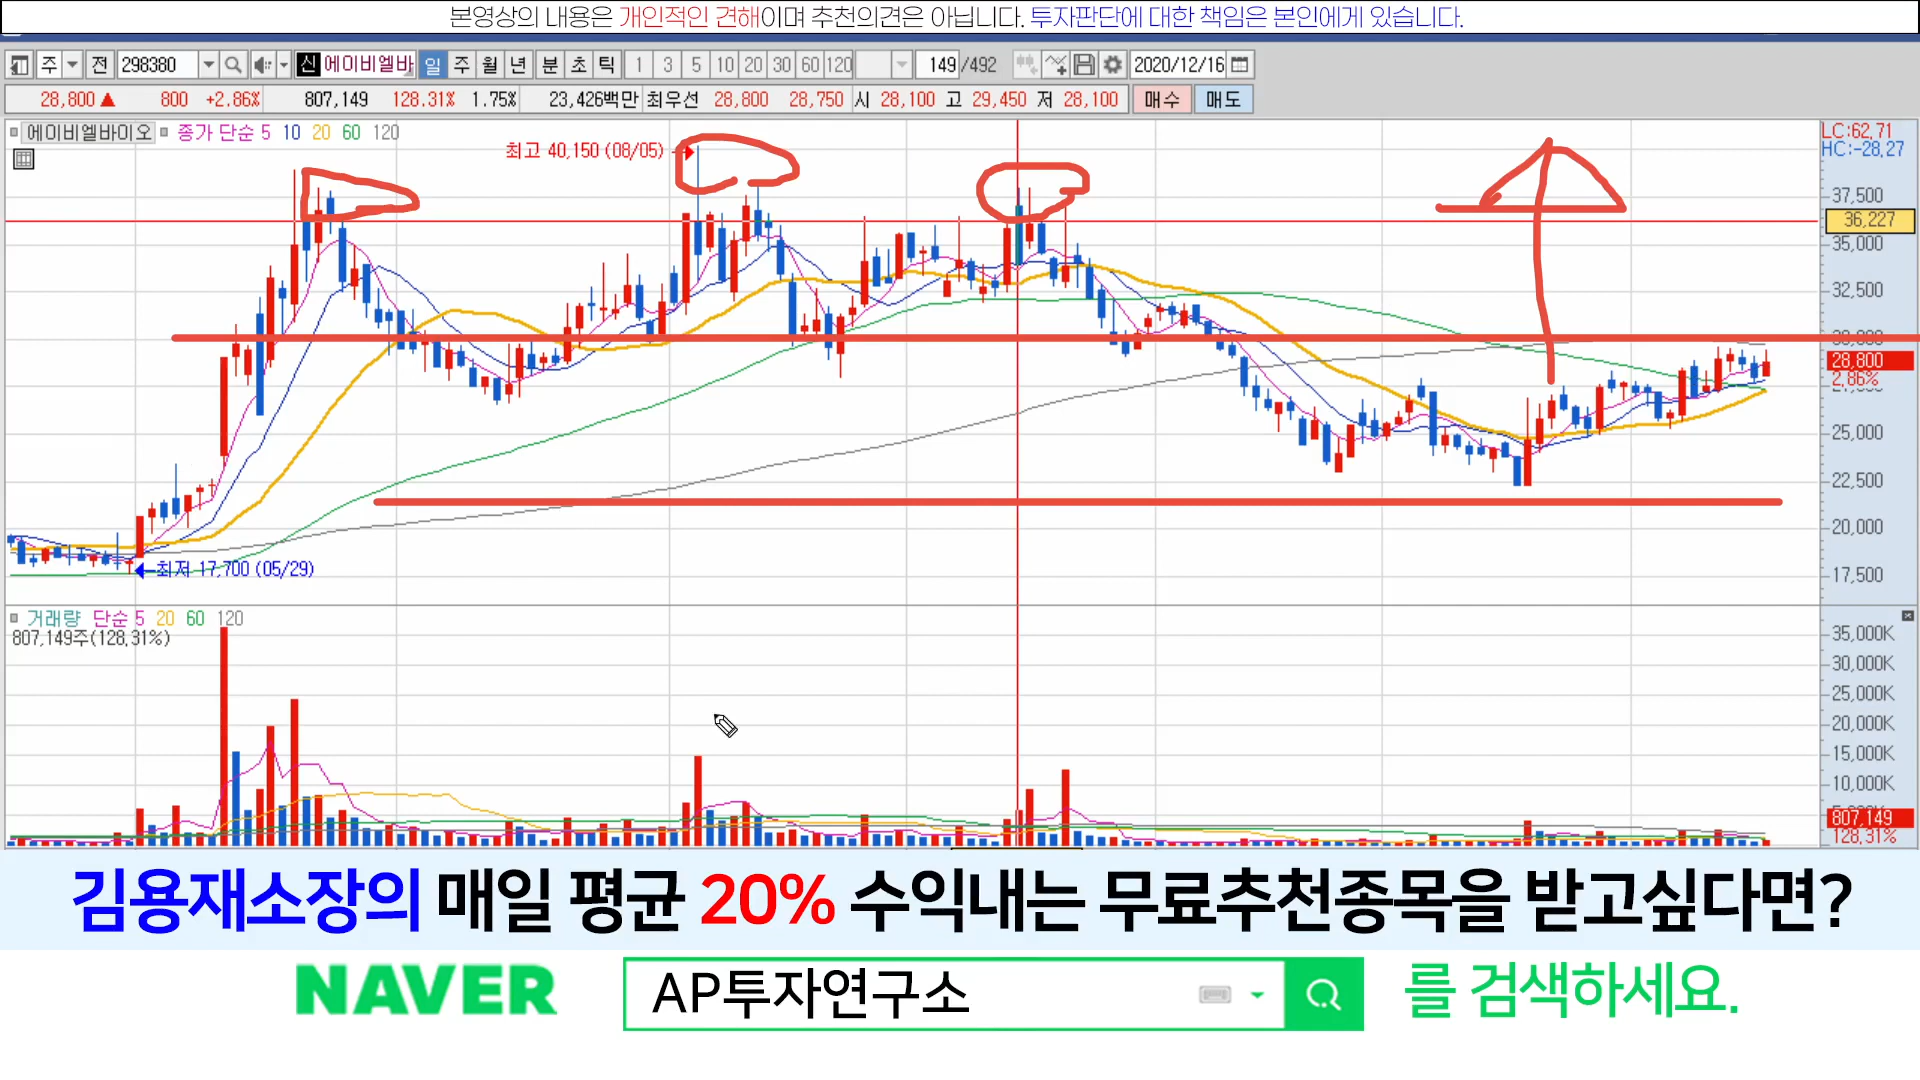 본영상의 내용은 개인적인 견해이며 추천의견은 아닙니다. 투자판단에 대한 책임은 본인에게 있습니다.
주 전 298380 신 에이비엘바 일 주 월 년 분 초 틱 1 3 5 10 20 30 60 120 149 /492 2020/12/16
28,800 ▲ 800 +2.86% 807,149 128.31% 1.75% 23,426백만 최우선 28,800 28,750 시 28,100 고 29,450 저 28,100 매수 매도
에이비엘바이오 종가 단순 5 10 20 60 120
LC:62.71
HC:-28.27
최고 40,150 (08/05)
37,500
36,227
35,000
32,500
28,800
2.86%
25,000
22,500
20,000
17,500
최저 17,700 (05/29)
거래량 단순 5 20 60 120
807,149주(128.31%)
35,000K
30,000K
25,000K
20,000K
15,000K
10,000K
807,149
128.31%
김용재소장의 매일 평균 20% 수익내는 무료추천종목을 받고싶다면?
NAVER AP투자연구소 를 검색하세요.